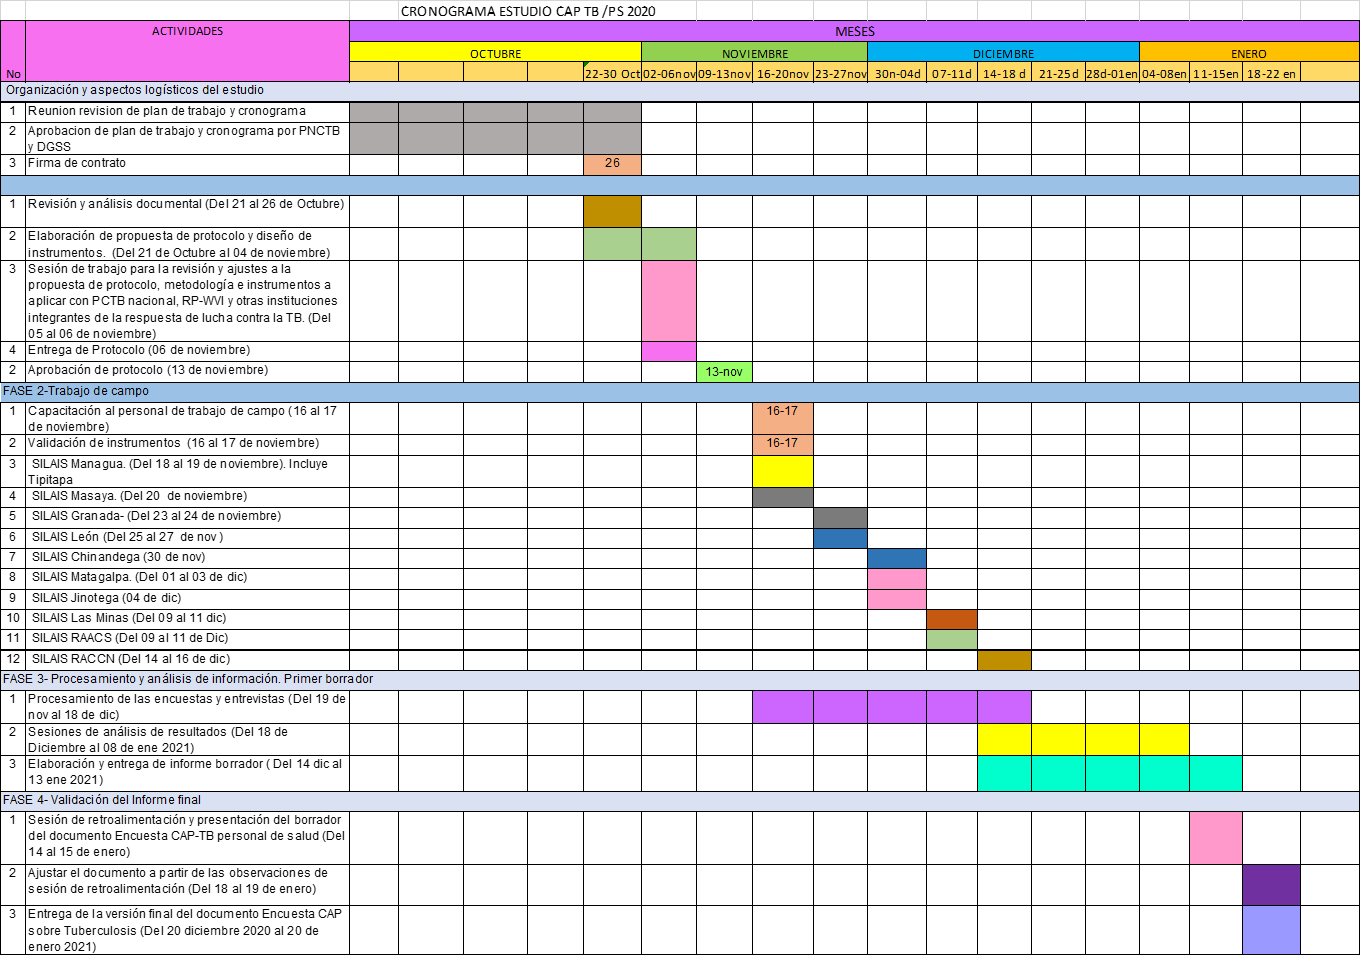 CRONOGRAMA ESTUDIO CAP TB /PS 2020
No
ACTIVIDADES
MESES
OCTUBRE
NOVIEMBRE
DICIEMBRE
ENERO
22-30 Oct
02-06nov
09-13nov
16-20nov
23-27nov
30n-04d
07-11d
14-18 d
21-25d
28d-01en
04-08en
11-15en
18-22 en
Organización y aspectos logísticos del estudio
1 Reunion revision de plan de trabajo y cronograma
2 Aprobacion de plan de trabajo y cronograma por PNCTB
y DGSS
3 Firma de contrato 26
1 Revisión y análisis documental (Del 21 al 26 de Octubre)
2 Elaboración de propuesta de protocolo y diseño de
instrumentos. (Del 21 de Octubre al 04 de noviembre)
3 Sesión de trabajo para la revisión y ajustes a la
propuesta de protocolo, metodología e instrumentos a
aplicar con PCTB nacional, RP-WVI y otras instituciones
integrantes de la respuesta de lucha contra la TB. (Del
05 al 06 de noviembre)
4 Entrega de Protocolo (06 de noviembre)
2 Aprobación de protocolo (13 de noviembre) 13-nov
FASE 2-Trabajo de campo
1 Capacitación al personal de trabajo de campo (16 al 17
de noviembre) 16-17
2 Validación de instrumentos (16 al 17 de noviembre) 16-17
3 SILAIS Managua. (Del 18 al 19 de noviembre). Incluye
Tipitapa
4 SILAIS Masaya. (Del 20 de noviembre)
5 SILAIS Granada- (Del 23 al 24 de noviembre)
6 SILAIS León (Del 25 al 27 de nov )
7 SILAIS Chinandega (30 de nov)
8 SILAIS Matagalpa. (Del 01 al 03 de dic)
9 SILAIS Jinotega (04 de dic)
10 SILAIS Las Minas (Del 09 al 11 dic)
11 SILAIS RAACS (Del 09 al 11 de Dic)
12 SILAIS RACCN (Del 14 al 16 de dic)
FASE 3- Procesamiento y análisis de información. Primer borrador
1 Procesamiento de las encuestas y entrevistas (Del 19 de
nov al 18 de dic)
2 Sesiones de análisis de resultados (Del 18 de
Diciembre al 08 de ene 2021)
3 Elaboración y entrega de informe borrador ( Del 14 dic al
13 ene 2021)
FASE 4- Validación del Informe final
1 Sesión de retroalimentación y presentación del borrador
del documento Encuesta CAP-TB personal de salud (Del
14 al 15 de enero)
2 Ajustar el documento a partir de las observaciones de
sesión de retroalimentación (Del 18 al 19 de enero)
3 Entrega de la versión final del documento Encuesta CAP
sobre Tuberculosis (Del 20 diciembre 2020 al 20 de
enero 2021)